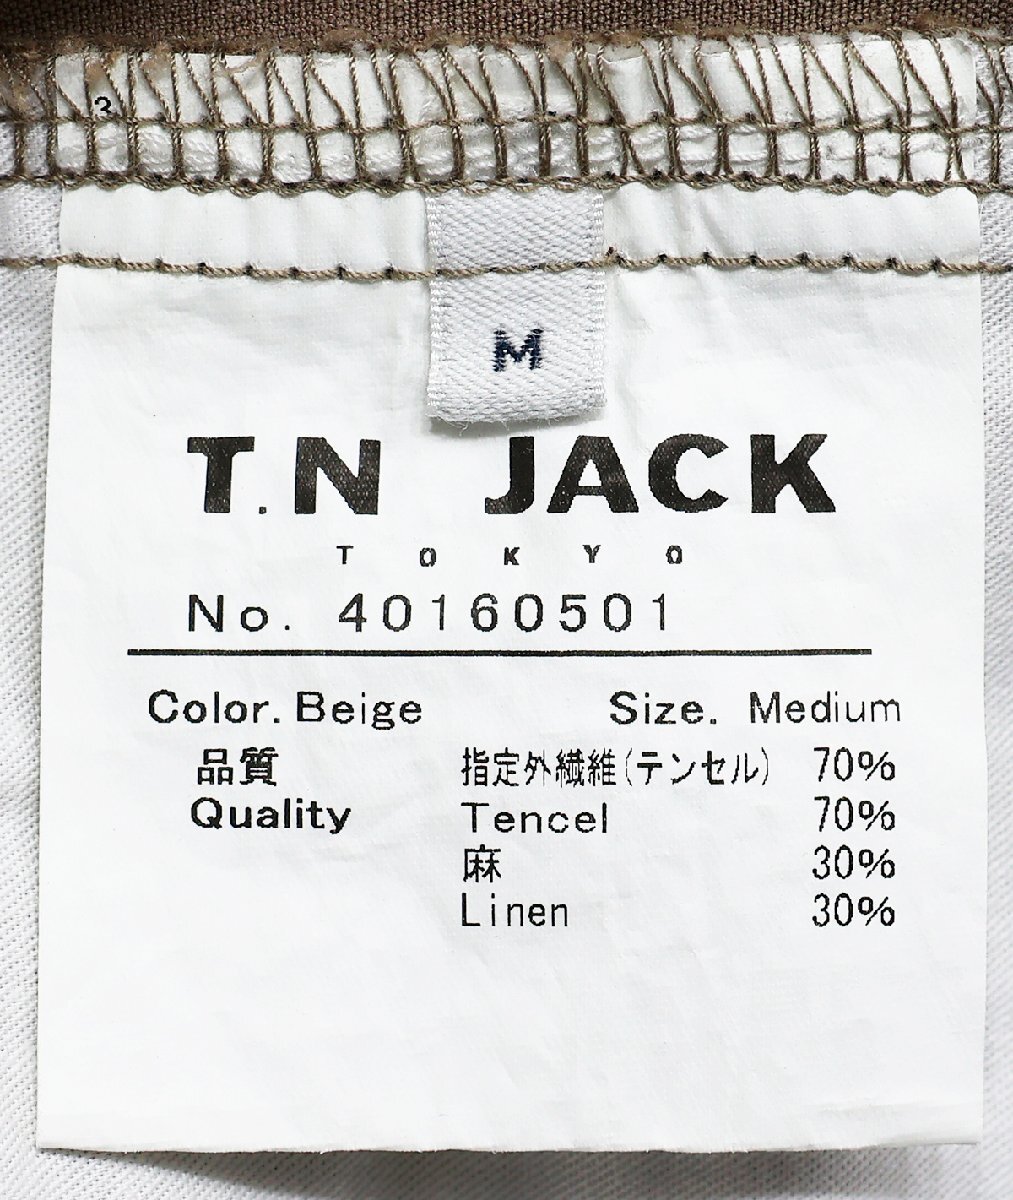 3
M
T.N JACK
TOKYO
No. 40160501
Color. Beige Size. Medium
品質 指定外繊維(テンセル) 70%
Quality Tencel 70%
麻 30%
Linen 30%